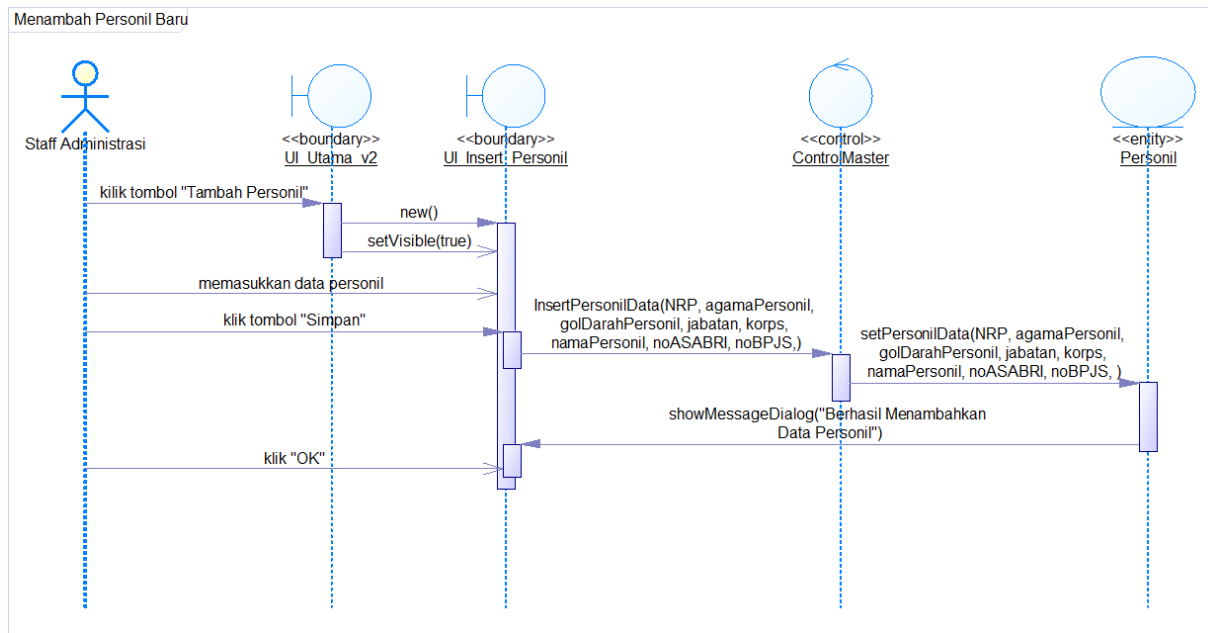 Menambah Personil Baru
Staff Administrasi
<<boundary>>
UI_Utama_v2
<<boundary>>
UI_Insert_Personil
<<control>>
ControlMaster
<<entity>>
Personil
kilik tombol "Tambah Personil"
new()
setVisible(true)
memasukkan data personil
klik tombol "Simpan"
InsertPersonilData(NRP, agamaPersonil,
golDarahPersonil, jabatan, korps,
namaPersonil, noASABRI, noBPJS,)
setPersonilData(NRP, agamaPersonil,
golDarahPersonil, jabatan, korps,
namaPersonil, noASABRI, noBPJS, )
showMessageDialog("Berhasil Menambahkan
Data Personil")
klik "OK"